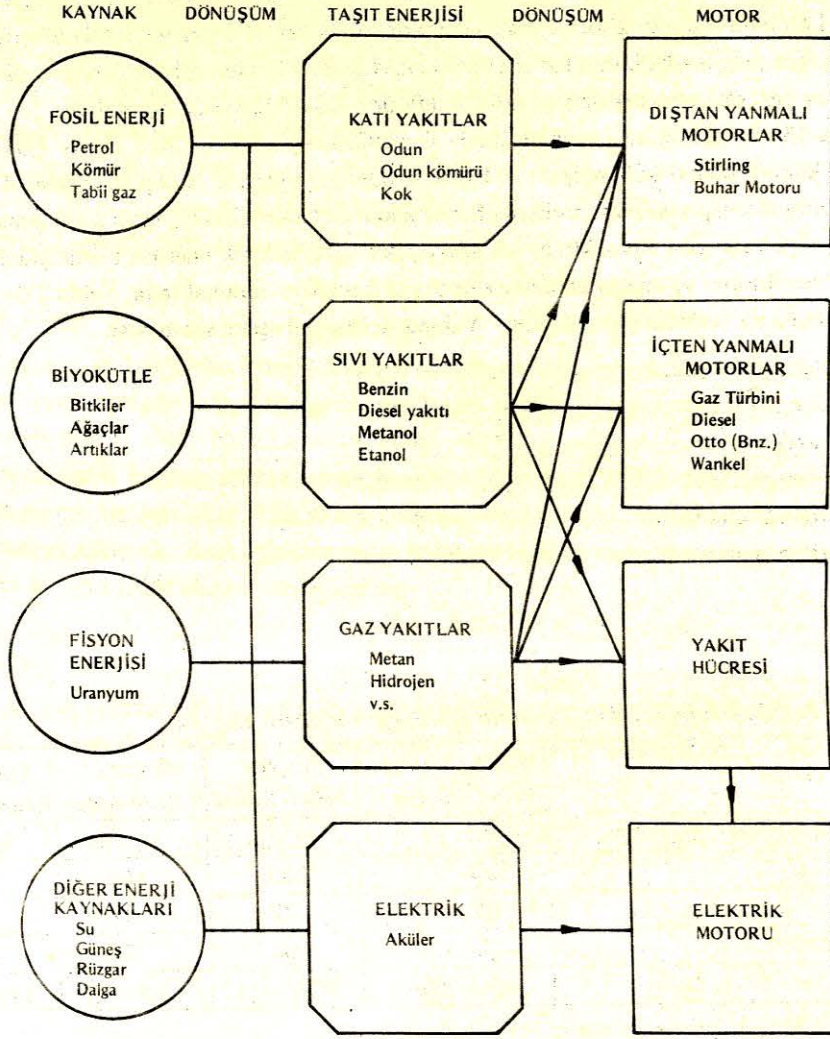 KAYNAK DÖNÜŞÜM TAŞIT ENERJİSİ DÖNÜŞÜM MOTOR
FOSİL ENERJİ
Petrol
Kömür
Tabii gaz
KATI YAKITLAR
Odun
Odun kömürü
Kok
DIŞTAN YANMALI
MOTORLAR
Stirling
Buhar Motoru
BİYOKÜTLE
Bitkiler
Ağaçlar
Artıklar
SIVI YAKITLAR
Benzin
Diesel yakıtı
Metanol
Etanol
İÇTEN YANMALI
MOTORLAR
Gaz Türbini
Diesel
Otto (Bnz.)
Wankel
FİSYON
ENERJİSİ
Uranyum
GAZ YAKITLAR
Metan
Hidrojen
v.s.
YAKIT
HÜCRESİ
DİĞER ENERJİ
KAYNAKLARI
Su
Güneş
Rüzgar
Dalga
ELEKTRİK
Aküler
ELEKTRİK
MOTORU